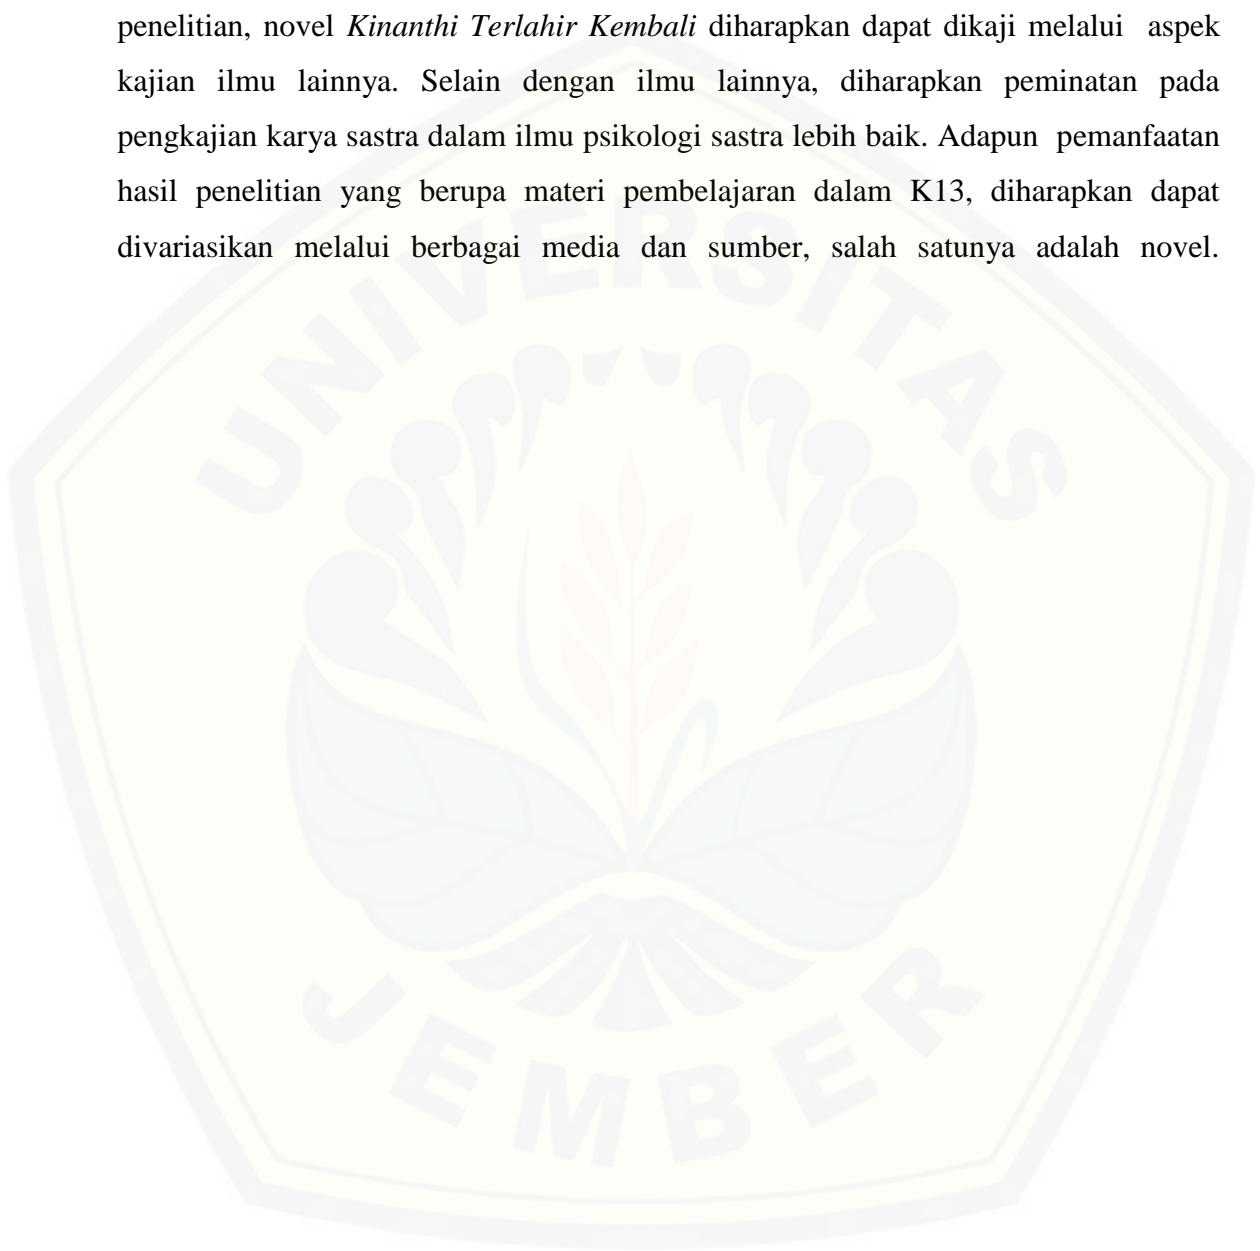 penelitian, novel Kinanthi Terlahir Kembali diharapkan dapat dikaji melalui aspek
kajian ilmu lainnya. Selain dengan ilmu lainnya, diharapkan peminatan pada
pengkajian karya sastra dalam ilmu psikologi sastra lebih baik. Adapun pemanfaatan
hasil penelitian yang berupa materi pembelajaran dalam K13, diharapkan dapat
divariasikan melalui berbagai media dan sumber, salah satunya adalah novel.
UNIVERSITAS
JEMBER